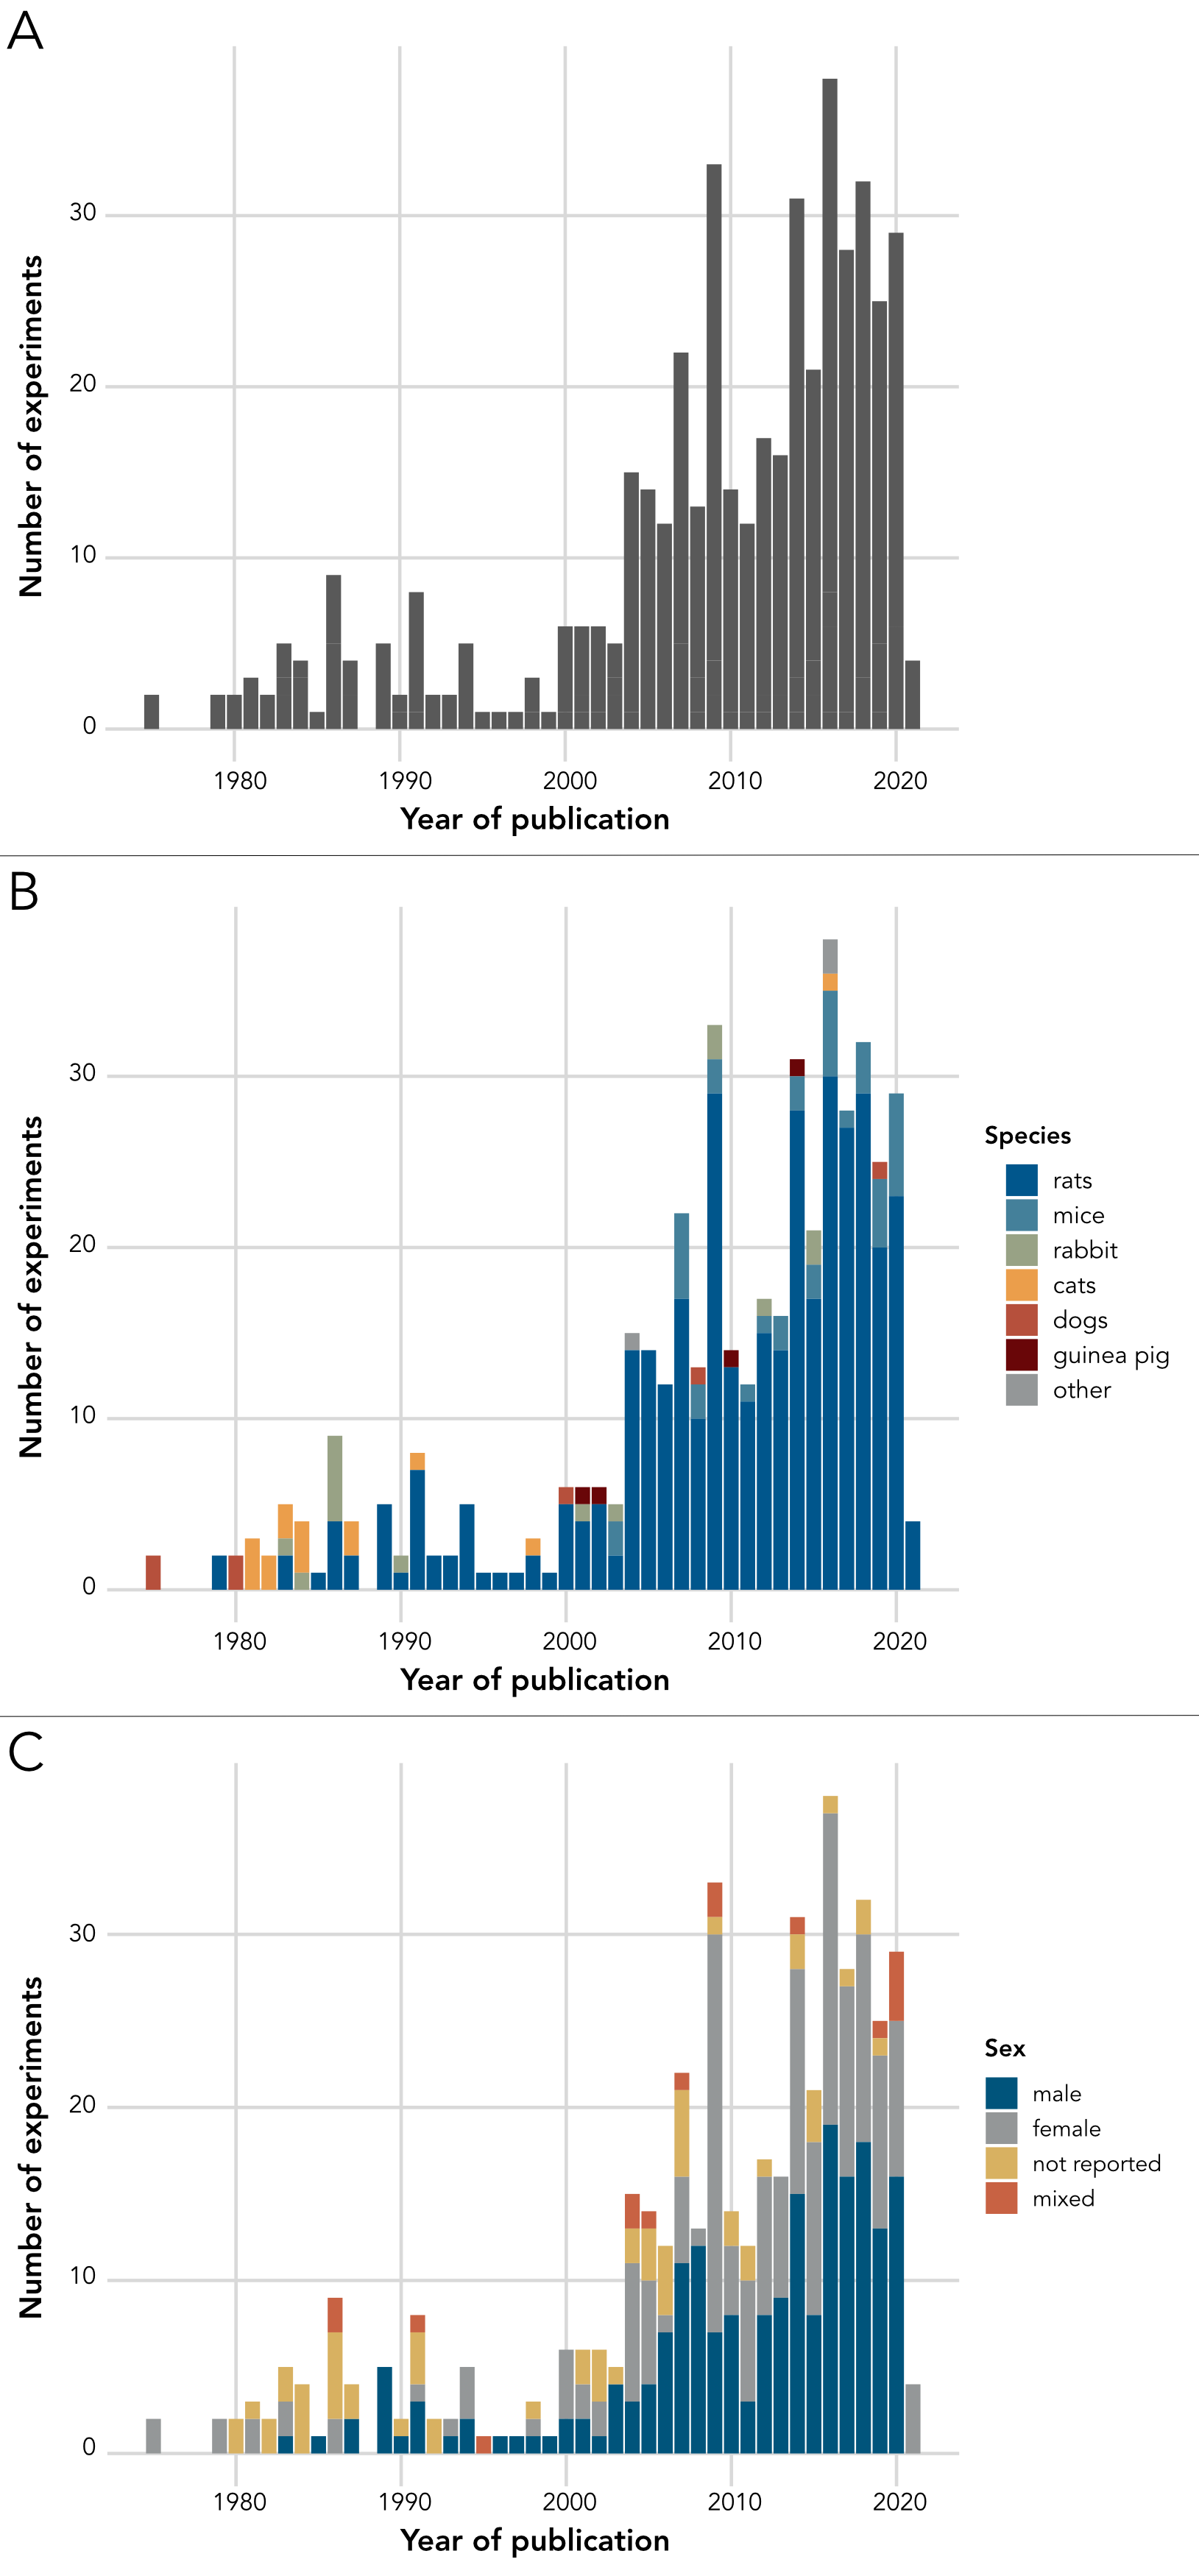 A
Number of experiments
30
20
10
0
1980 1990 2000 2010 2020
Year of publication
B
Number of experiments
30
20
10
0
1980 1990 2000 2010 2020
Year of publication
Species
rats
mice
rabbit
cats
dogs
guinea pig
other
C
Number of experiments
30
20
10
0
1980 1990 2000 2010 2020
Year of publication
Sex
male
female
not reported
mixed